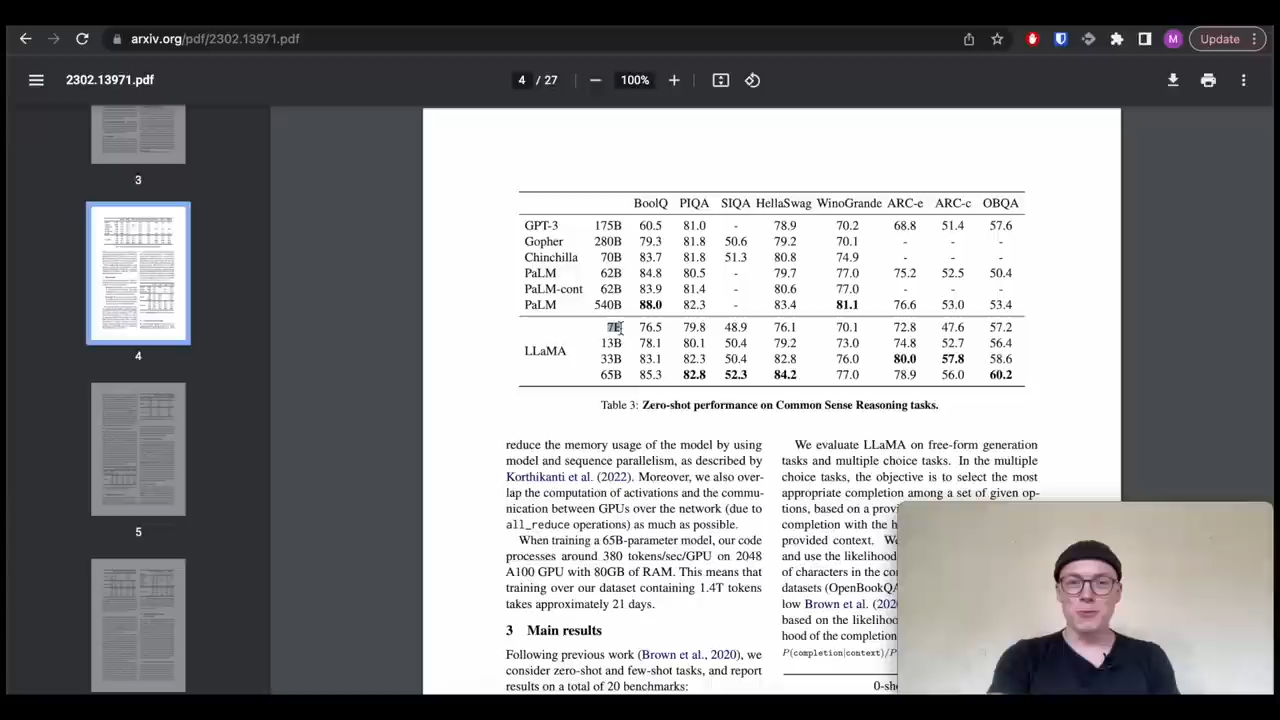 arxiv.org/pdf/2302.13971.pdf
M
Update
2302.13971.pdf
4 / 27
100%
3
4
5
BoolQ PIQA SIQA HellaSwag WinoGrande ARC-e ARC-c OBQA
GPT-3 175B 60.5 81.0 - 78.9 70.2 68.8 51.4 57.6
Gopher 280B 79.3 81.8 50.6 79.2 70.1 - - -
Chinchilla 70B 83.7 81.8 51.3 80.8 74.9 - - -
PaLM 62B 84.8 80.5 - 79.7 77.0 75.2 52.5 50.4
PaLM-cont 62B 83.9 81.4 - 80.6 77.0 - - -
PaLM 540B 88.0 82.3 - 83.4 81.1 76.6 53.0 53.4
7B 76.5 79.8 48.9 76.1 70.1 72.8 47.6 57.2
13B 78.1 80.1 50.4 79.2 73.0 74.8 52.7 56.4
LLaMA
33B 83.1 82.3 50.4 82.8 76.0 80.0 57.8 58.6
65B 85.3 82.8 52.3 84.2 77.0 78.9 56.0 60.2
Table 3: Zero-shot performance on Common Sense Reasoning tasks.
reduce the memory usage of the model by using
model and sequence parallelism, as described by
Korthikanti et al. (2022). Moreover, we also over-
lap the computation of activations and the commu-
nication between GPUs over the network (due to
all_reduce operations) as much as possible.
When training a 65B-parameter model, our code
processes around 380 tokens/sec/GPU on 2048
A100 GPU with 80GB of RAM. This means that
training over our dataset containing 1.4T tokens
takes approximately 21 days.
3 Main results
Following previous work (Brown et al., 2020), we
consider zero-shot and few-shot tasks, and report
results on a total of 20 benchmarks:
We evaluate LLaMA on free-form generation
tasks and multiple choice tasks. In the multiple
choice tasks, the objective is to select the most
appropriate completion among a set of given op-
tions, based on a provi
completion with the h
provided context. We
and use the likelihood
of characters in the co
datasets (OpenBookQA
low Brown et al. (202
based on the likelihoo
hood of the completion
P(completion|context)/P
0-sho